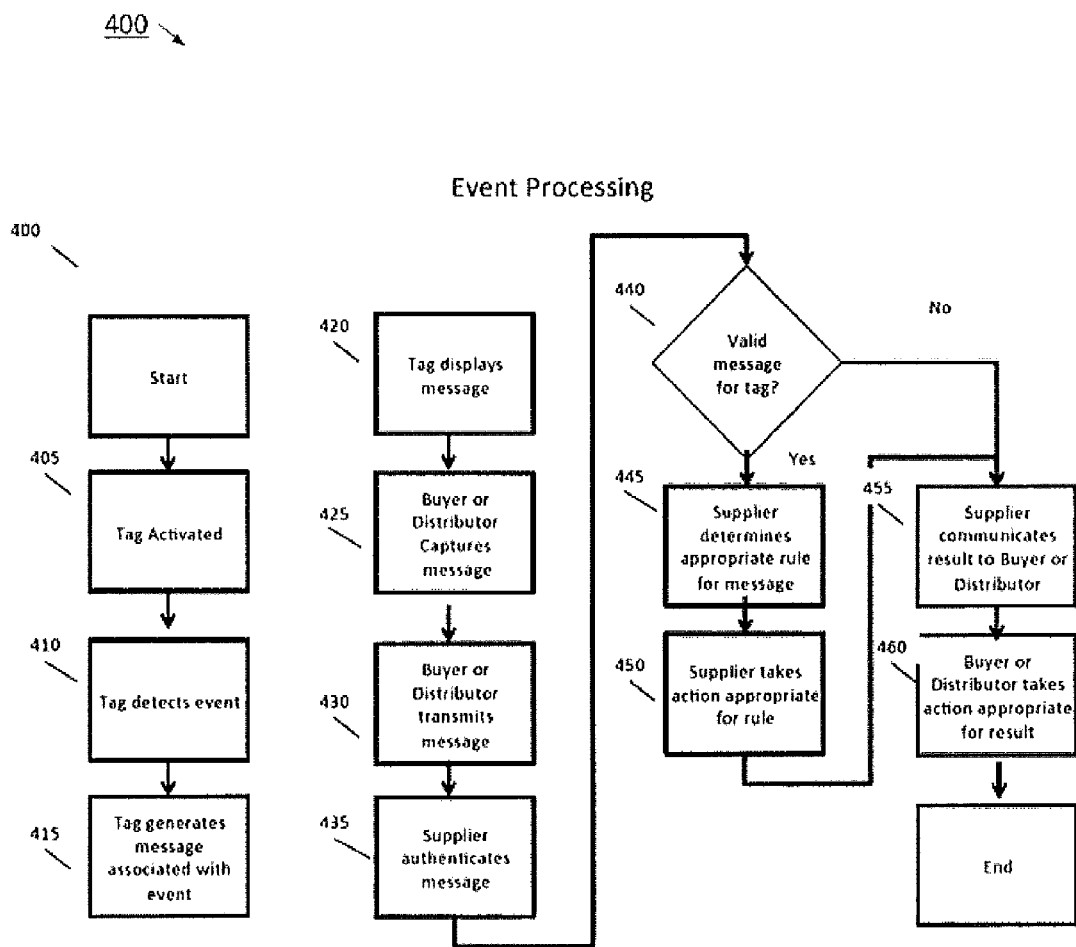 400
Event Processing
400
Start
405
Tag Activated
410
Tag detects event
415
Tag generates
message
associated with
event
420
Tag displays
message
425
Buyer or
Distributor
Captures
message
430
Buyer or
Distributor
transmits
message
435
Supplier
authenticates
message
440
Valid
message
for tag?
No
Yes
445
Supplier
determines
appropriate rule
for message
450
Supplier takes
action appropriate
for rule
455
Supplier
communicates
result to Buyer or
Distributor
460
Buyer or
Distributor takes
action appropriate
for result
End